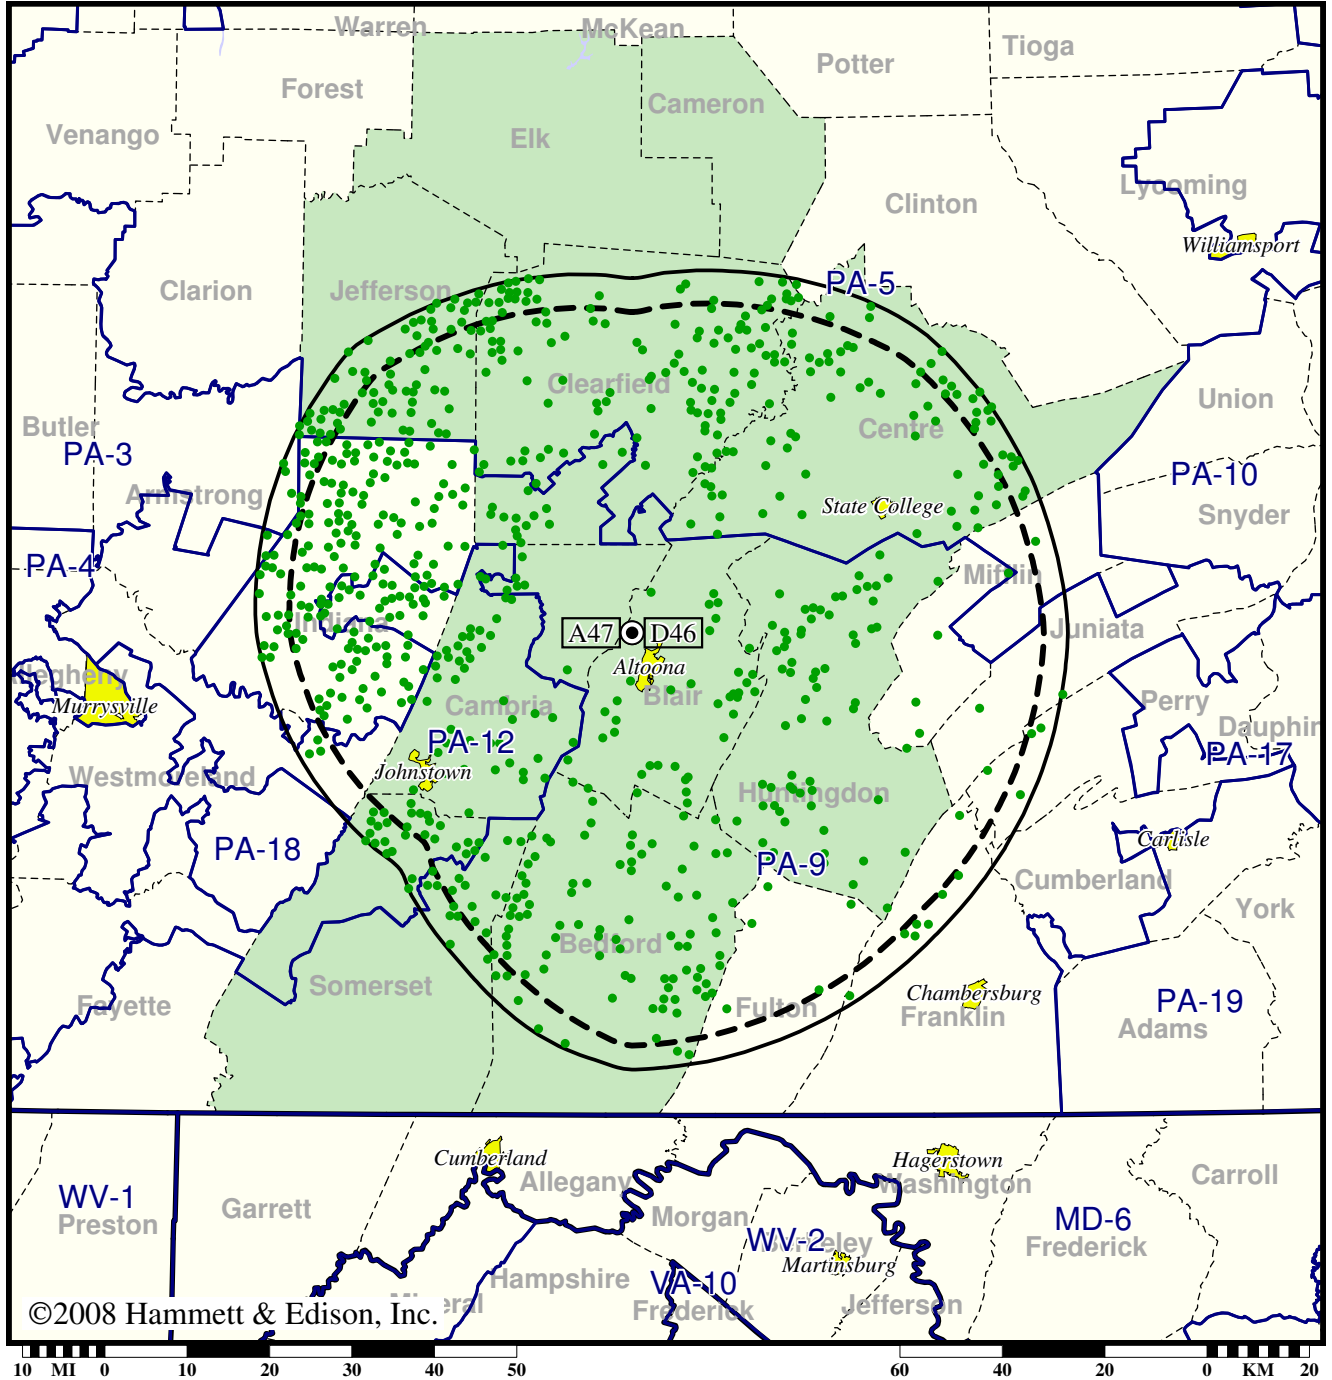 Warren
McKean
Tioga
Potter
Forest
Cameron
Venango
Elk
Lycoming
Clinton
Williamsport
PA-5
Clarion
Jefferson
Clearfield
Union
Butler
Centre
PA-3
PA-10
Armstrong
State College
Snyder
PA-4
Mifflin
Indiana
A47
D46
Juniata
Altoona
Allegheny
Blair
Perry
Murrysville
Cambria
Dauphin
PA-12
PA-17
Johnstown
Westmoreland
Huntingdon
Carlisle
PA-18
PA-9
Cumberland
York
Bedford
Somerset
Chambersburg
PA-19
Fayette
Fulton
Franklin
Adams
Cumberland
Hagerstown
Allegany
Washington
Carroll
WV-1
Preston
Garrett
Morgan
MD-6
WV-2
Berkeley
Frederick
Martinsburg
Hampshire
VA-10
Mineral
Frederick
Jefferson
©2008 Hammett & Edison, Inc.
10 MI 0 10 20 30 40 50
60 40 20 0 KM 20